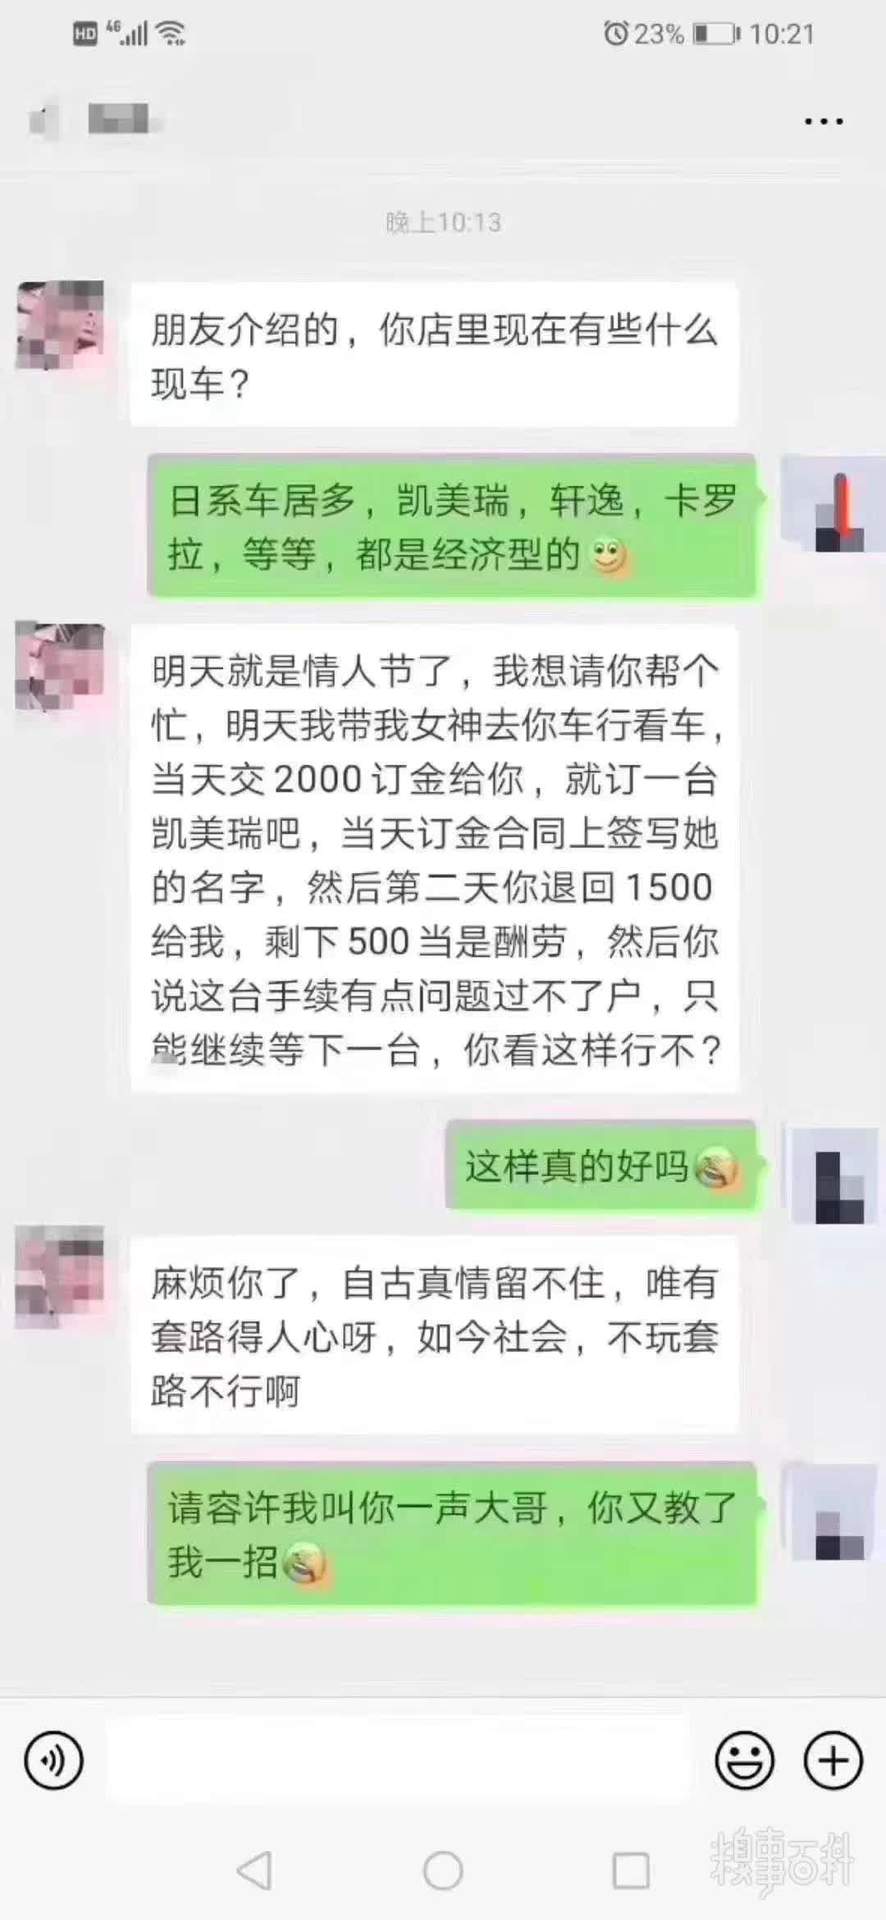 HD 4G 23% 10:21
晚上10:13
朋友介绍的，你店里现在有些什么
现车？
日系车居多，凯美瑞，轩逸，卡罗
拉，等等，都是经济型的
明天就是情人节了，我想请你帮个
忙，明天我带我女神去你车行看车，
当天交2000订金给你，就订一台
凯美瑞吧，当天订金合同上签写她
的名字，然后第二天你退回1500
给我，剩下500当是酬劳，然后你
说这台手续有点问题过不了户，只
能继续等下一台，你看这样行不？
这样真的好吗
麻烦你了，自古真情留不住，唯有
套路得人心呀，如今社会，不玩套
路不行啊
请容许我叫你一声大哥，你又教了
我一招
糗事百科